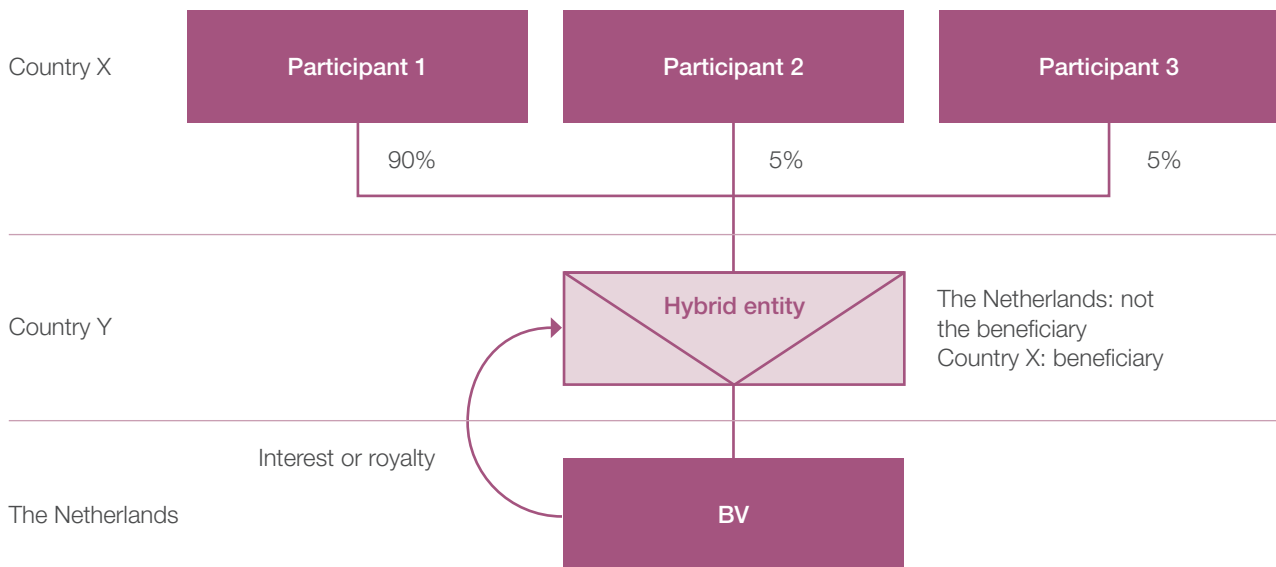 Country X
Participant 1
Participant 2
Participant 3
90%
5%
5%
Country Y
Hybrid entity
The Netherlands: not
the beneficiary
Country X: beneficiary
Interest or royalty
The Netherlands
BV